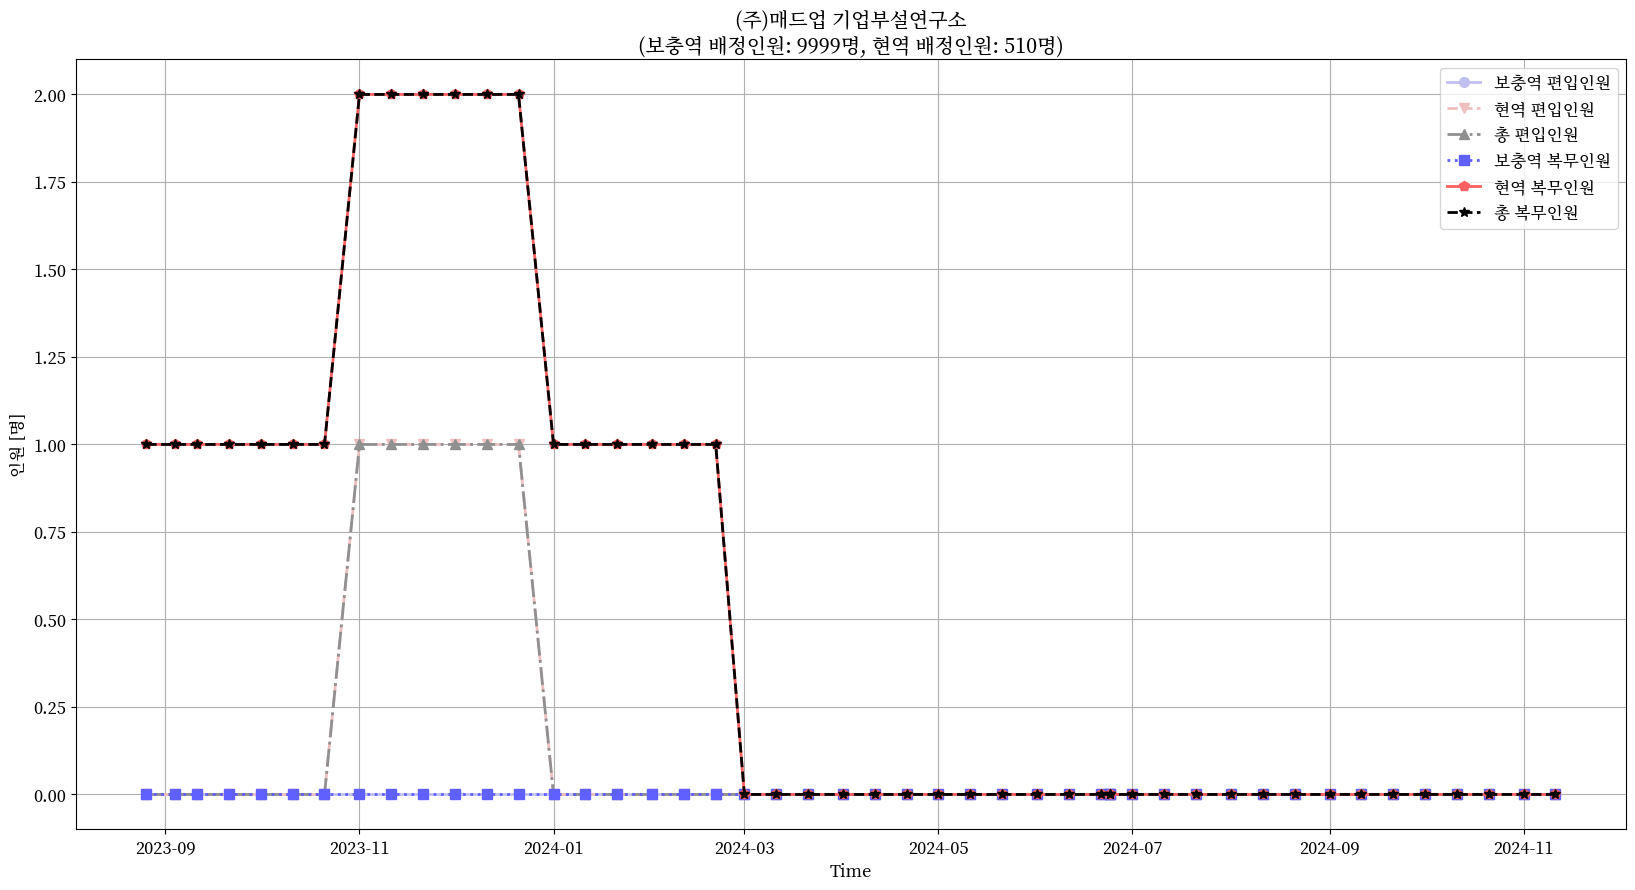 (주)매드업 기업부설연구소
(보충역 배정인원: 9999명, 현역 배정인원: 510명)
보충역 편입인원
현역 편입인원
총 편입인원
보충역 복무인원
현역 복무인원
총 복무인원
2.00
1.75
1.50
1.25
1.00
0.75
0.50
0.25
0.00
인원 [명]
2023-09
2023-11
2024-01
2024-03
2024-05
2024-07
2024-09
2024-11
Time